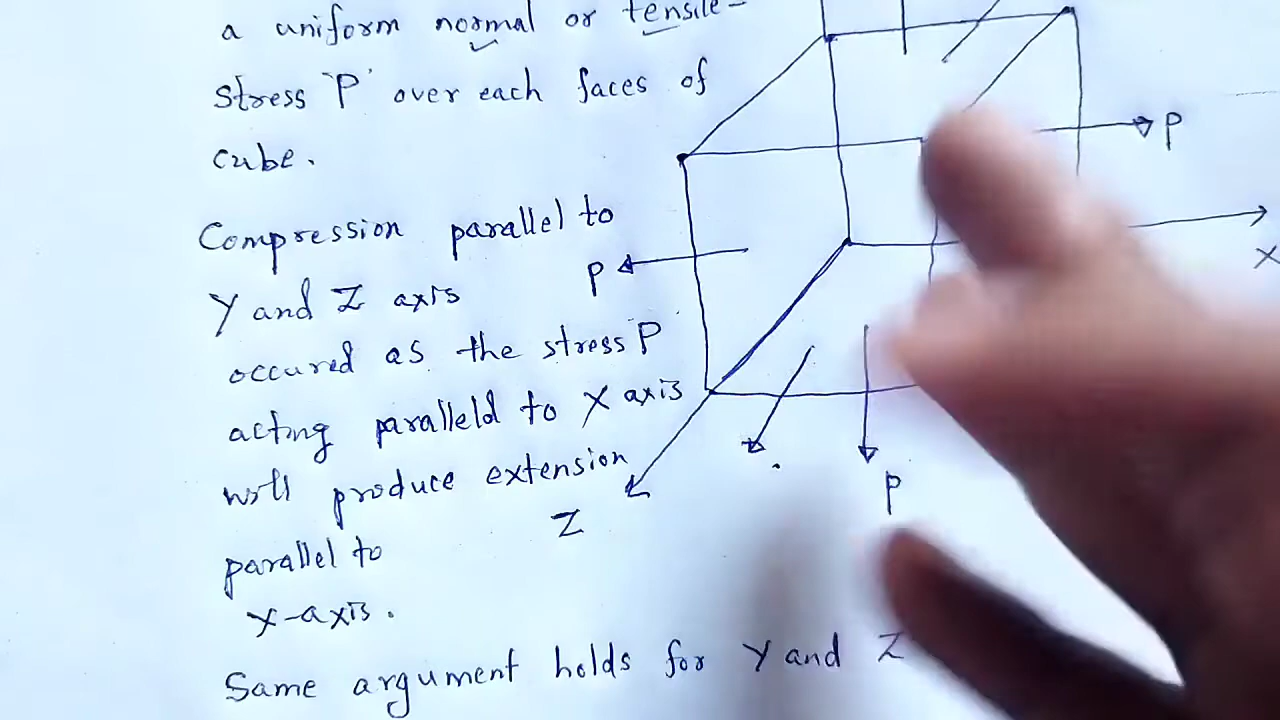 a uniform normal or tensile-
stress 'P' over each faces of
cube.
Compression parallel to
Y and Z axis
occured as the stress P
acting paralleld to X axis
will produce extension
parallel to
x-axis.
Same argument holds for Y and Z
P
P
X
P
Z